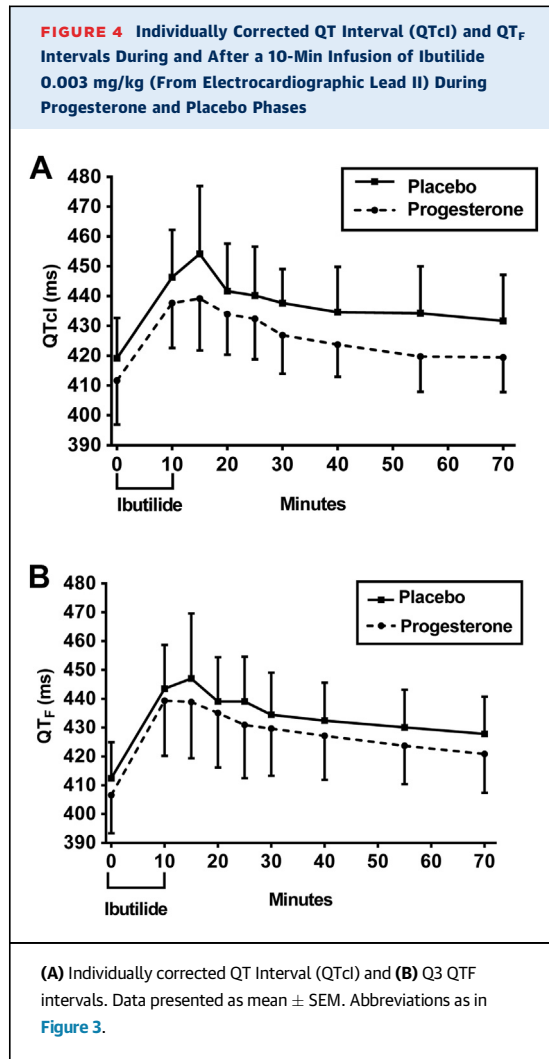 FIGURE 4 Individually Corrected QT Interval (QTcI) and QTF
Intervals During and After a 10-Min Infusion of Ibutilide
0.003 mg/kg (From Electrocardiographic Lead II) During
Progesterone and Placebo Phases
A
480
470
460
450
440
430
420
410
400
390
QTcI (ms)
Placebo
Progesterone
0 10 20 30 40 50 60 70
Ibutilide Minutes
B
480
470
460
450
440
430
420
410
400
390
QTF (ms)
Placebo
Progesterone
0 10 20 30 40 50 60 70
Minutes
Ibutilide
(A) Individually corrected QT Interval (QTcI) and (B) Q3 QTF
intervals. Data presented as mean ± SEM. Abbreviations as in
Figure 3.